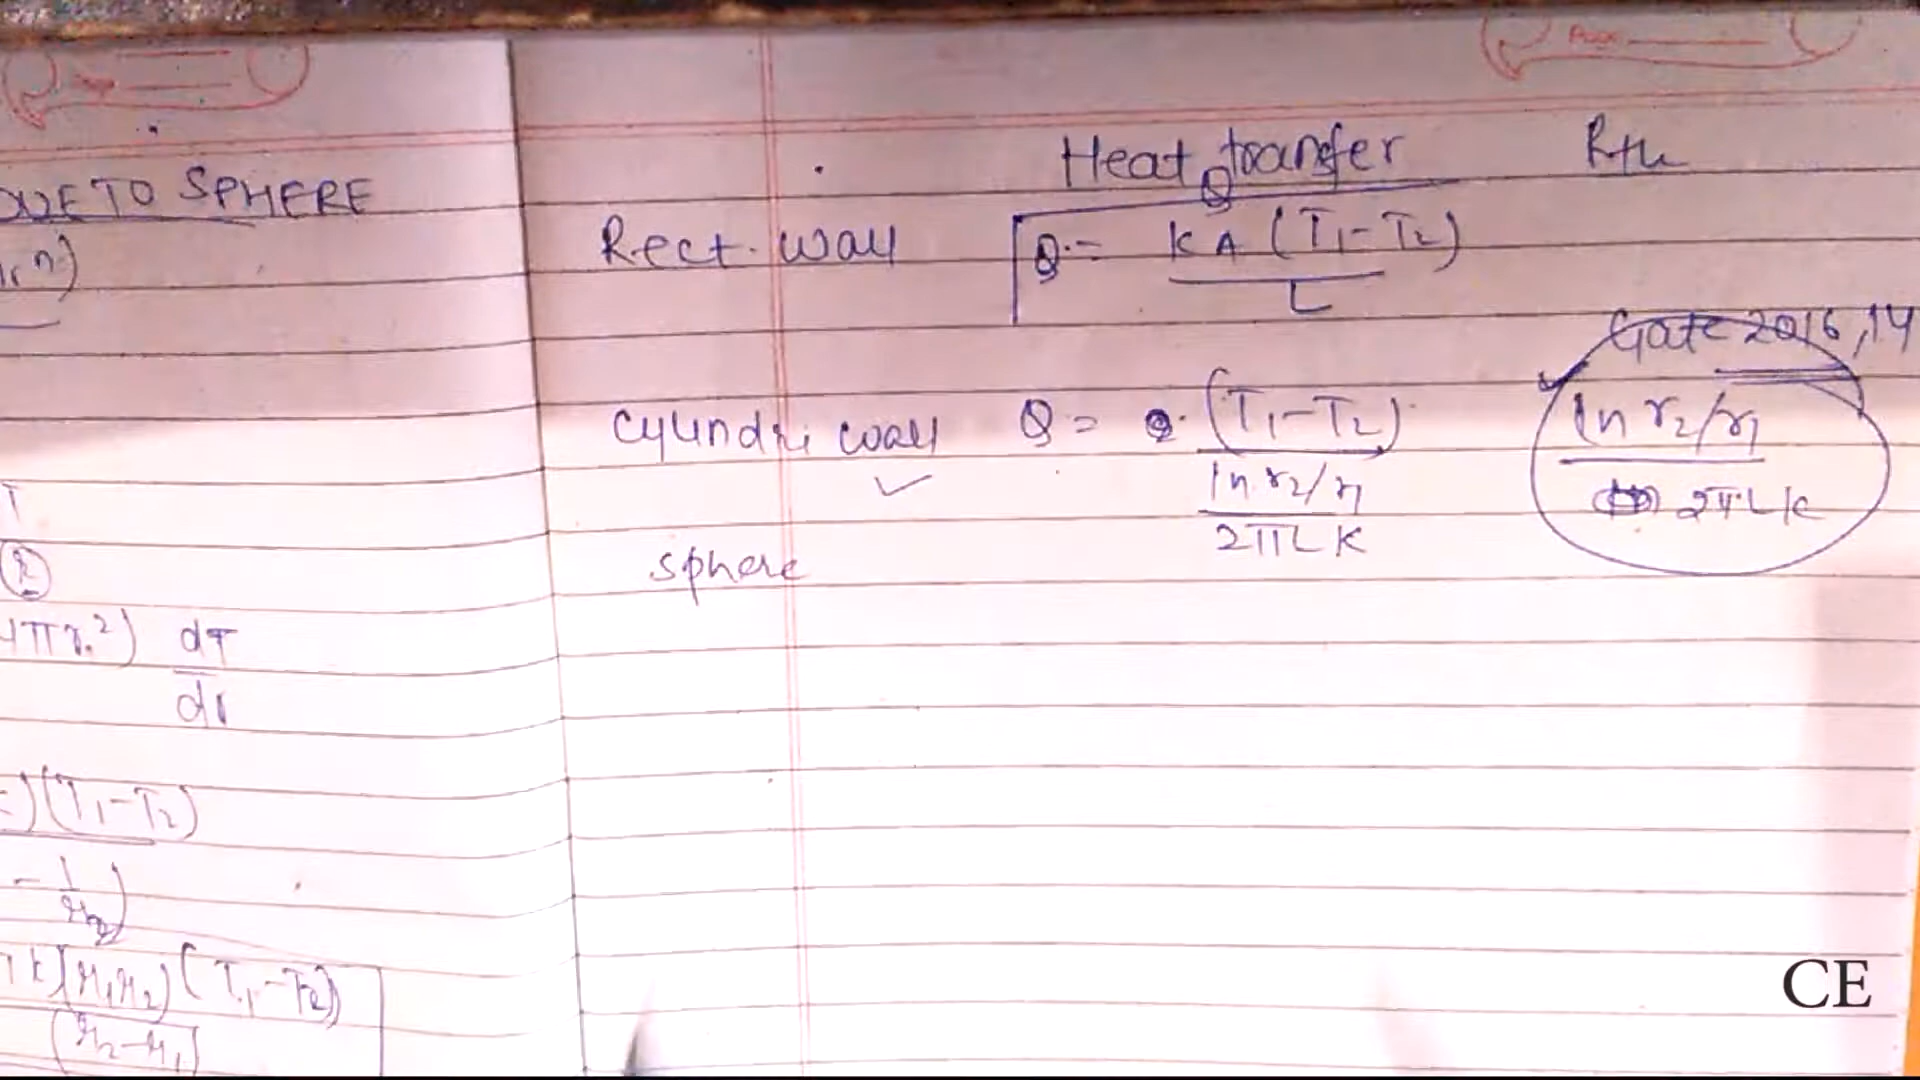 DUE TO SPHERE
T
4πr²) dT
dr
(T₁-T₂)
- 1
r₂)
k)(r₁r₂)(T₁-T₂)
(r₂-r₁)
Heat transfer Rth
Q
Rect. wall Q = KA (T₁-T₂)
L
Gate 2016,14
Cylindri wall Q = (T₁-T₂)
ln r₂/r₁
2πLK
ln r₂/r₁
2πLK
sphere
CE